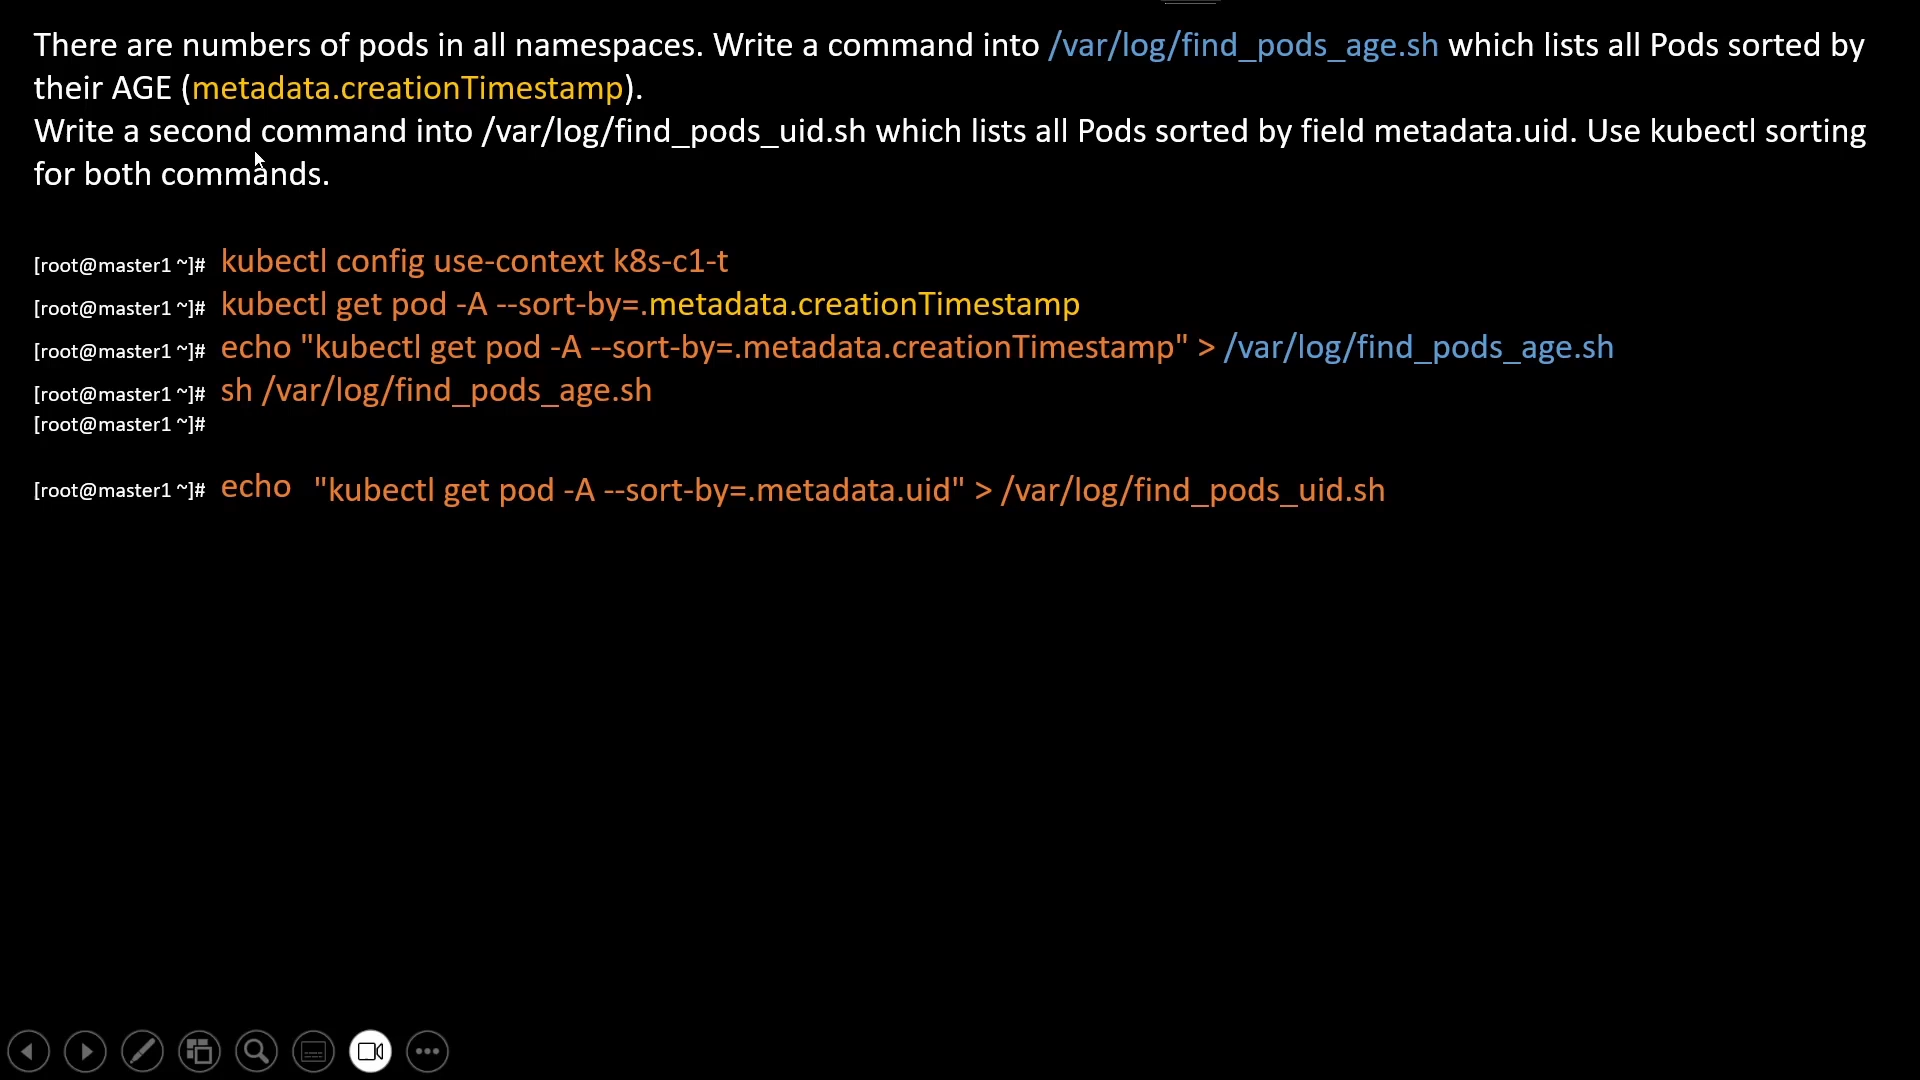 There are numbers of pods in all namespaces. Write a command into /var/log/find_pods_age.sh which lists all Pods sorted by
their AGE (metadata.creationTimestamp).
Write a second command into /var/log/find_pods_uid.sh which lists all Pods sorted by field metadata.uid. Use kubectl sorting
for both commands.
[root@master1 ~]# kubectl config use-context k8s-c1-t
[root@master1 ~]# kubectl get pod -A --sort-by=.metadata.creationTimestamp
[root@master1 ~]# echo "kubectl get pod -A --sort-by=.metadata.creationTimestamp" > /var/log/find_pods_age.sh
[root@master1 ~]# sh /var/log/find_pods_age.sh
[root@master1 ~]#
[root@master1 ~]# echo "kubectl get pod -A --sort-by=.metadata.uid" > /var/log/find_pods_uid.sh